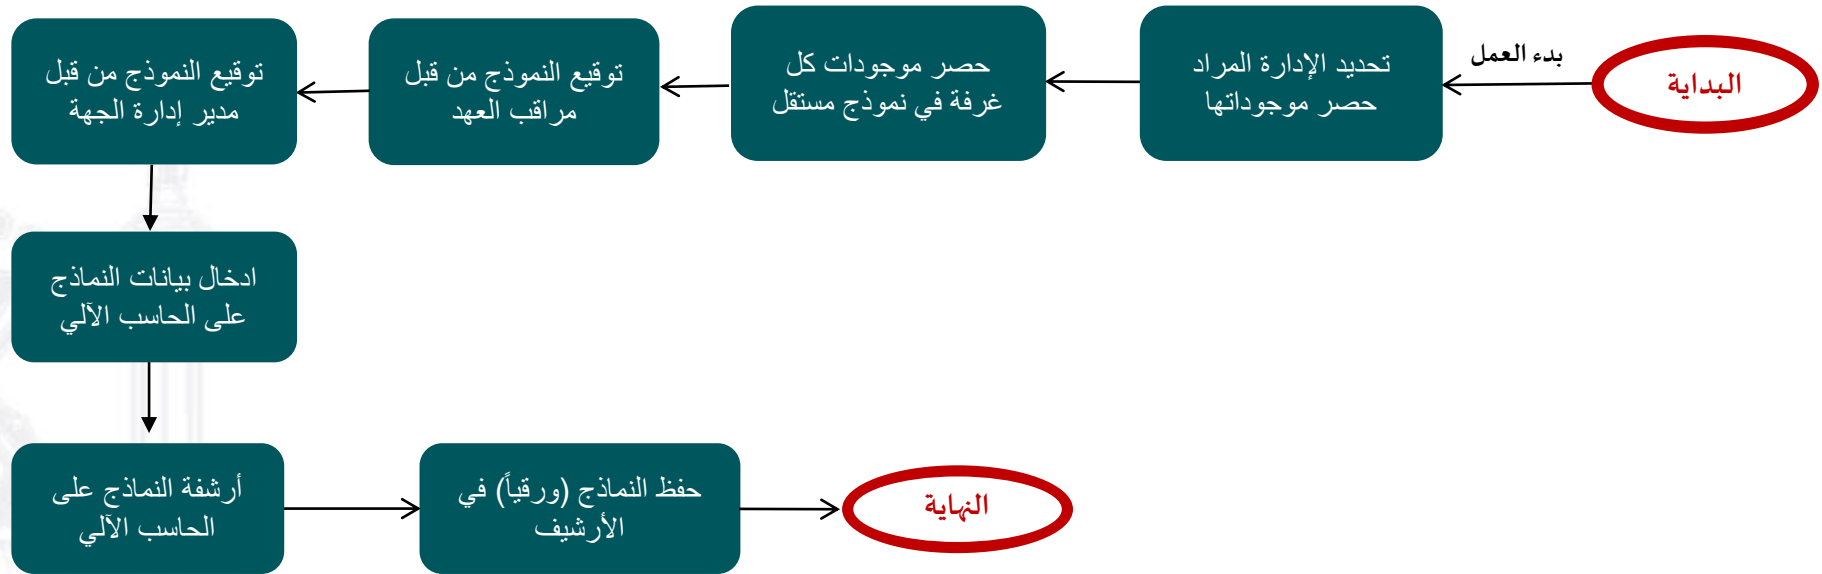 البداية
بدء العمل
تحديد الإدارة المراد
حصر موجوداتها
حصر موجودات كل
غرفة في نموذج مستقل
توقيع النموذج من قبل
مراقب العهد
توقيع النموذج من قبل
مدير إدارة الجهة
ادخال بيانات النماذج
على الحاسب الآلي
أرشفة النماذج على
الحاسب الآلي
حفظ النماذج (ورقياً) في
الأرشيف
النهاية